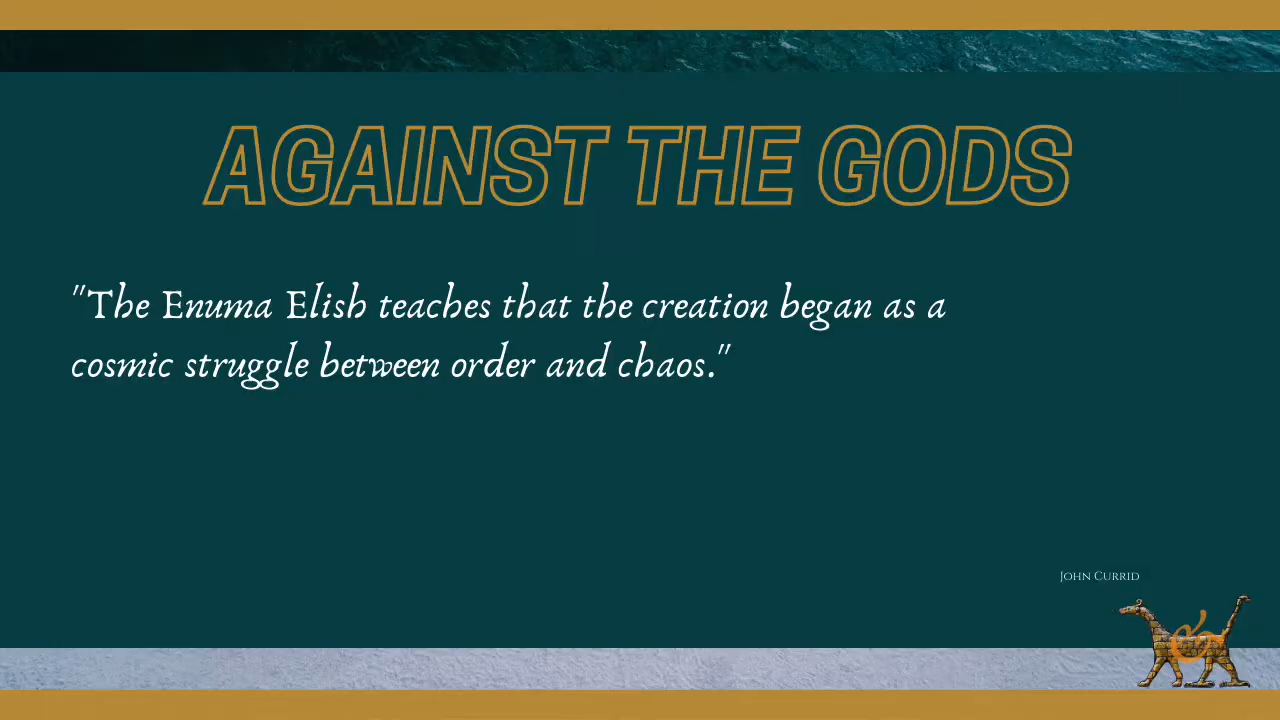 AGAINST THE GODS
"The Enuma Elish teaches that the creation began as a
cosmic struggle between order and chaos."
John Currid